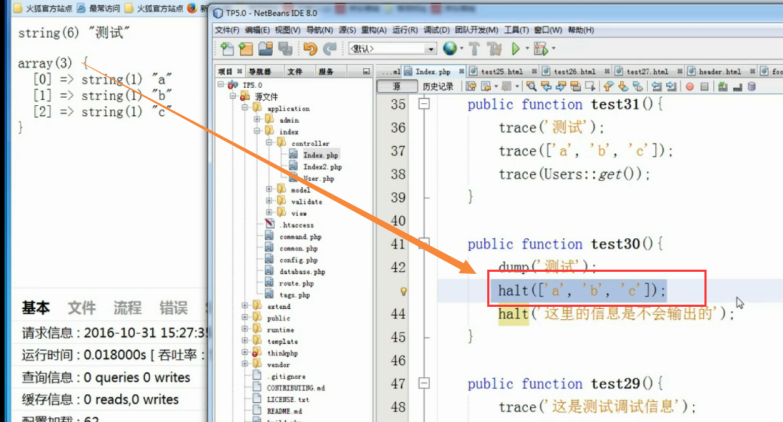 火狐官方站点 最常访问 火狐官方站点 新
string(6) "测试"
array(3) {
[0] => string(1) "a"
[1] => string(1) "b"
[2] => string(1) "c"
}
基本 文件 流程 错误
请求信息 : 2016-10-31 15:27:35
运行时间 : 0.018000s [ 吞吐率 :
查询信息 : 0 queries 0 writes
缓存信息 : 0 reads,0 writes
配置加载 : 62
TP5.0 - NetBeans IDE 8.0
文件(F) 编辑(E) 视图(V) 导航(N) 源(S) 重构(A) 运行(R) 调试(D) 团队开发(M) 工具(T) 窗口(W) 帮助(H)
<默认>
项目 导航器 文件 服务
TP5.0
源文件
application
admin
index
controller
Index.php
Index2.php
User.php
model
validate
view
.htaccess
command.php
common.php
config.php
database.php
route.php
tags.php
extend
public
runtime
template
thinkphp
vendor
.gitignore
CONTRIBUTING.md
LICENSE.txt
README.md
...ml Index.php test25.html test26.html test27.html header.html foo
源 历史记录
35 public function test31(){
36 trace('测试');
37 trace(['a', 'b', 'c']);
38 trace(Users::get());
39 }
40
41 public function test30(){
42 dump('测试');
halt(['a', 'b', 'c']);
44 halt('这里的信息是不会输出的');
45 }
46
47 public function test29(){
48 trace('这是测试调试信息');